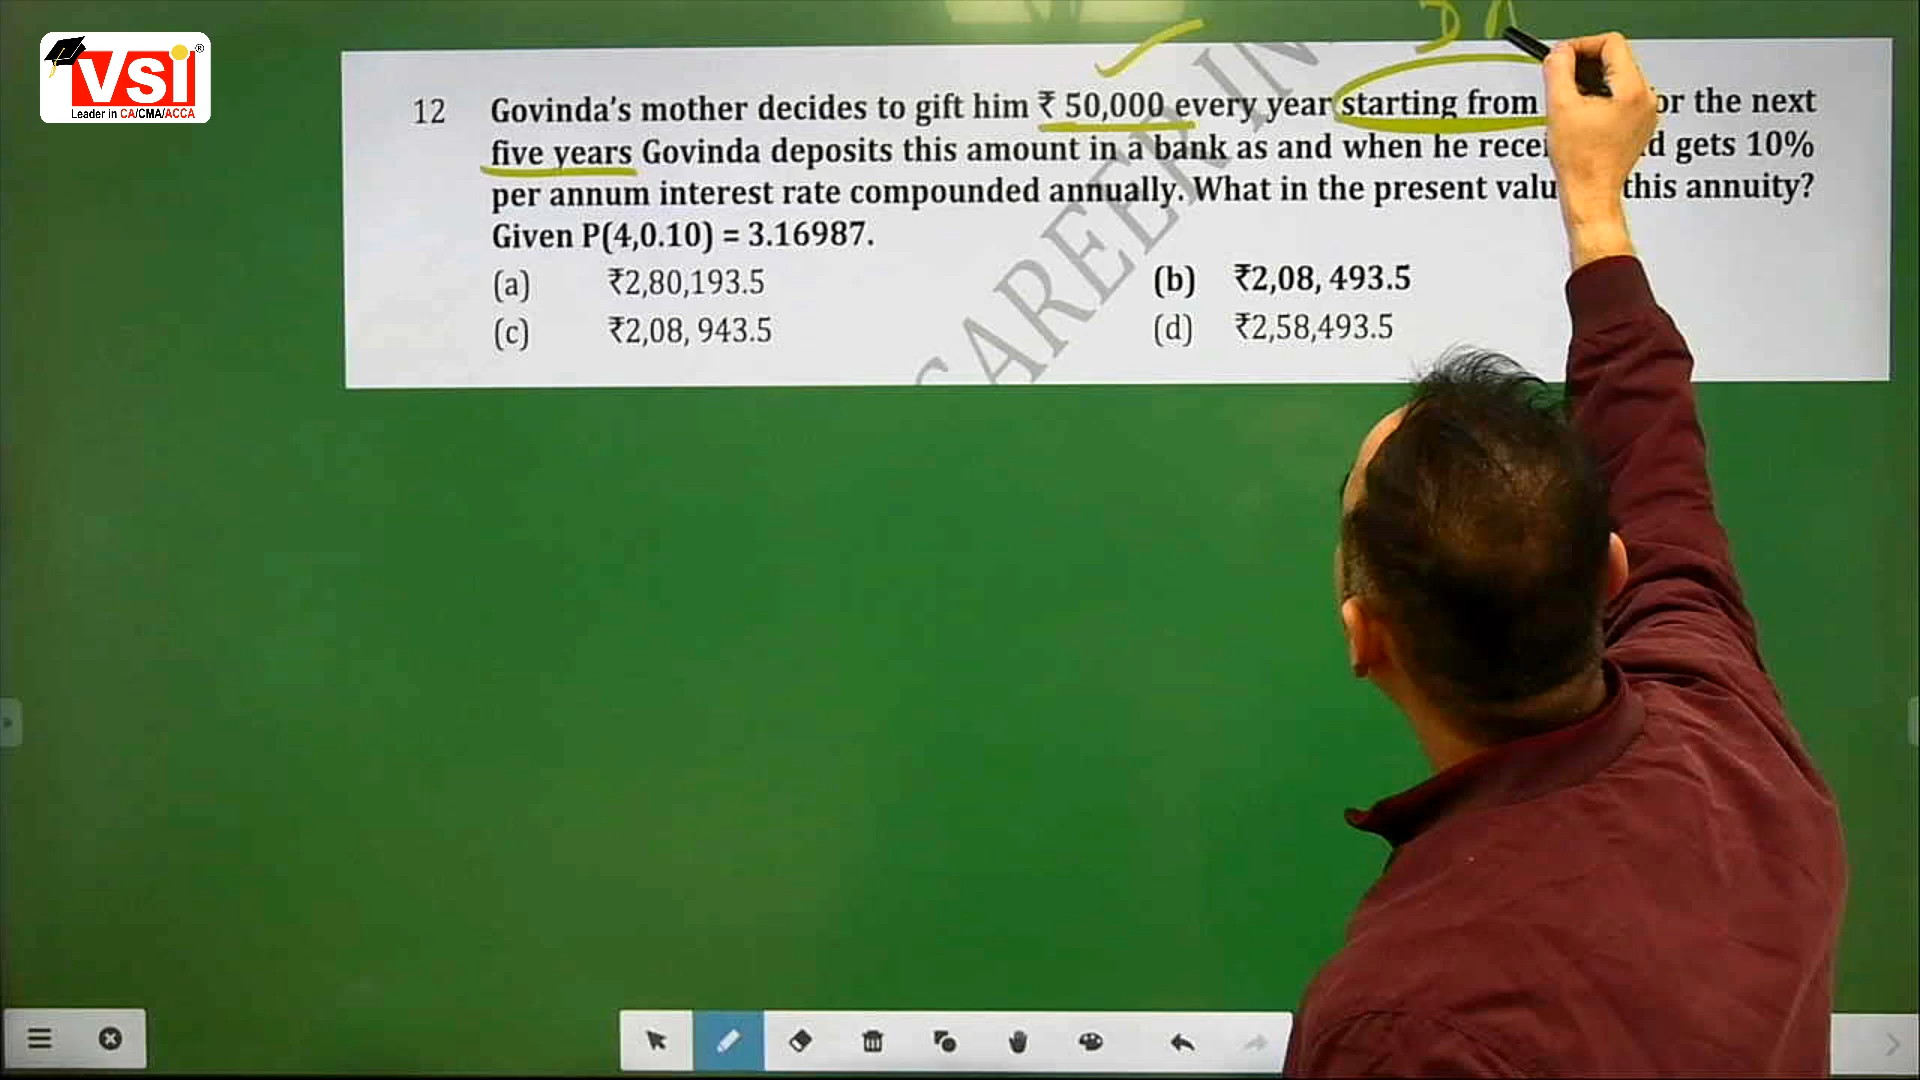 VSI
®
Leader in CA/CMA/ACCA
12 Govinda's mother decides to gift him ₹ 50,000 every year starting from or the next
five years Govinda deposits this amount in a bank as and when he gets 10%
per annum interest rate compounded annually. What in the present this annuity?
Given P(4,0.10) = 3.16987.
(a) ₹2,80,193.5 (b) ₹2,08, 493.5
(c) ₹2,08, 943.5 (d) ₹2,58,493.5
CAREER IN